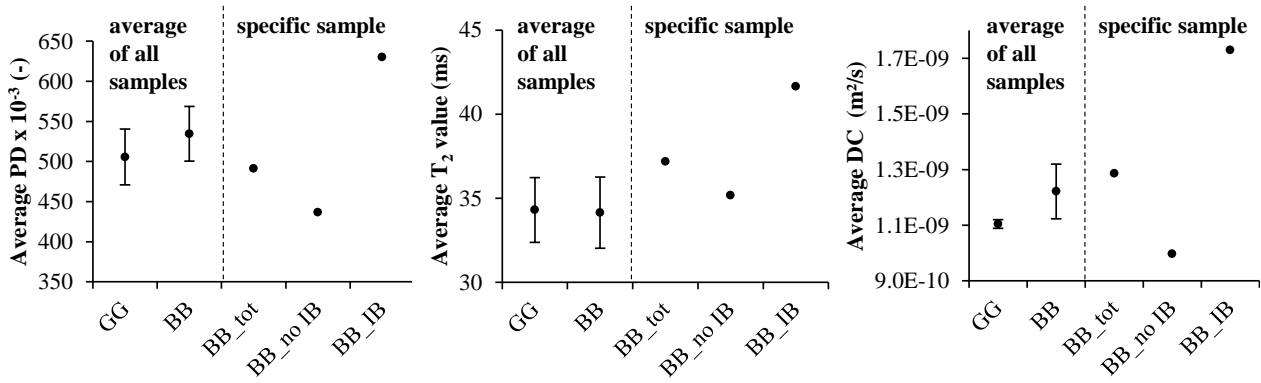 average
of all
samples
specific sample
Average PD x 10⁻³ (-)
650
600
550
500
450
400
350
GG
BB
BB_tot
BB_no IB
BB_IB
average
of all
samples
specific sample
Average T₂ value (ms)
45
40
35
30
GG
BB
BB_tot
BB_no IB
BB_IB
average
of all
samples
specific sample
Average DC (m²/s)
1.7E-09
1.5E-09
1.3E-09
1.1E-09
9.0E-10
GG
BB
BB_tot
BB_no IB
BB_IB